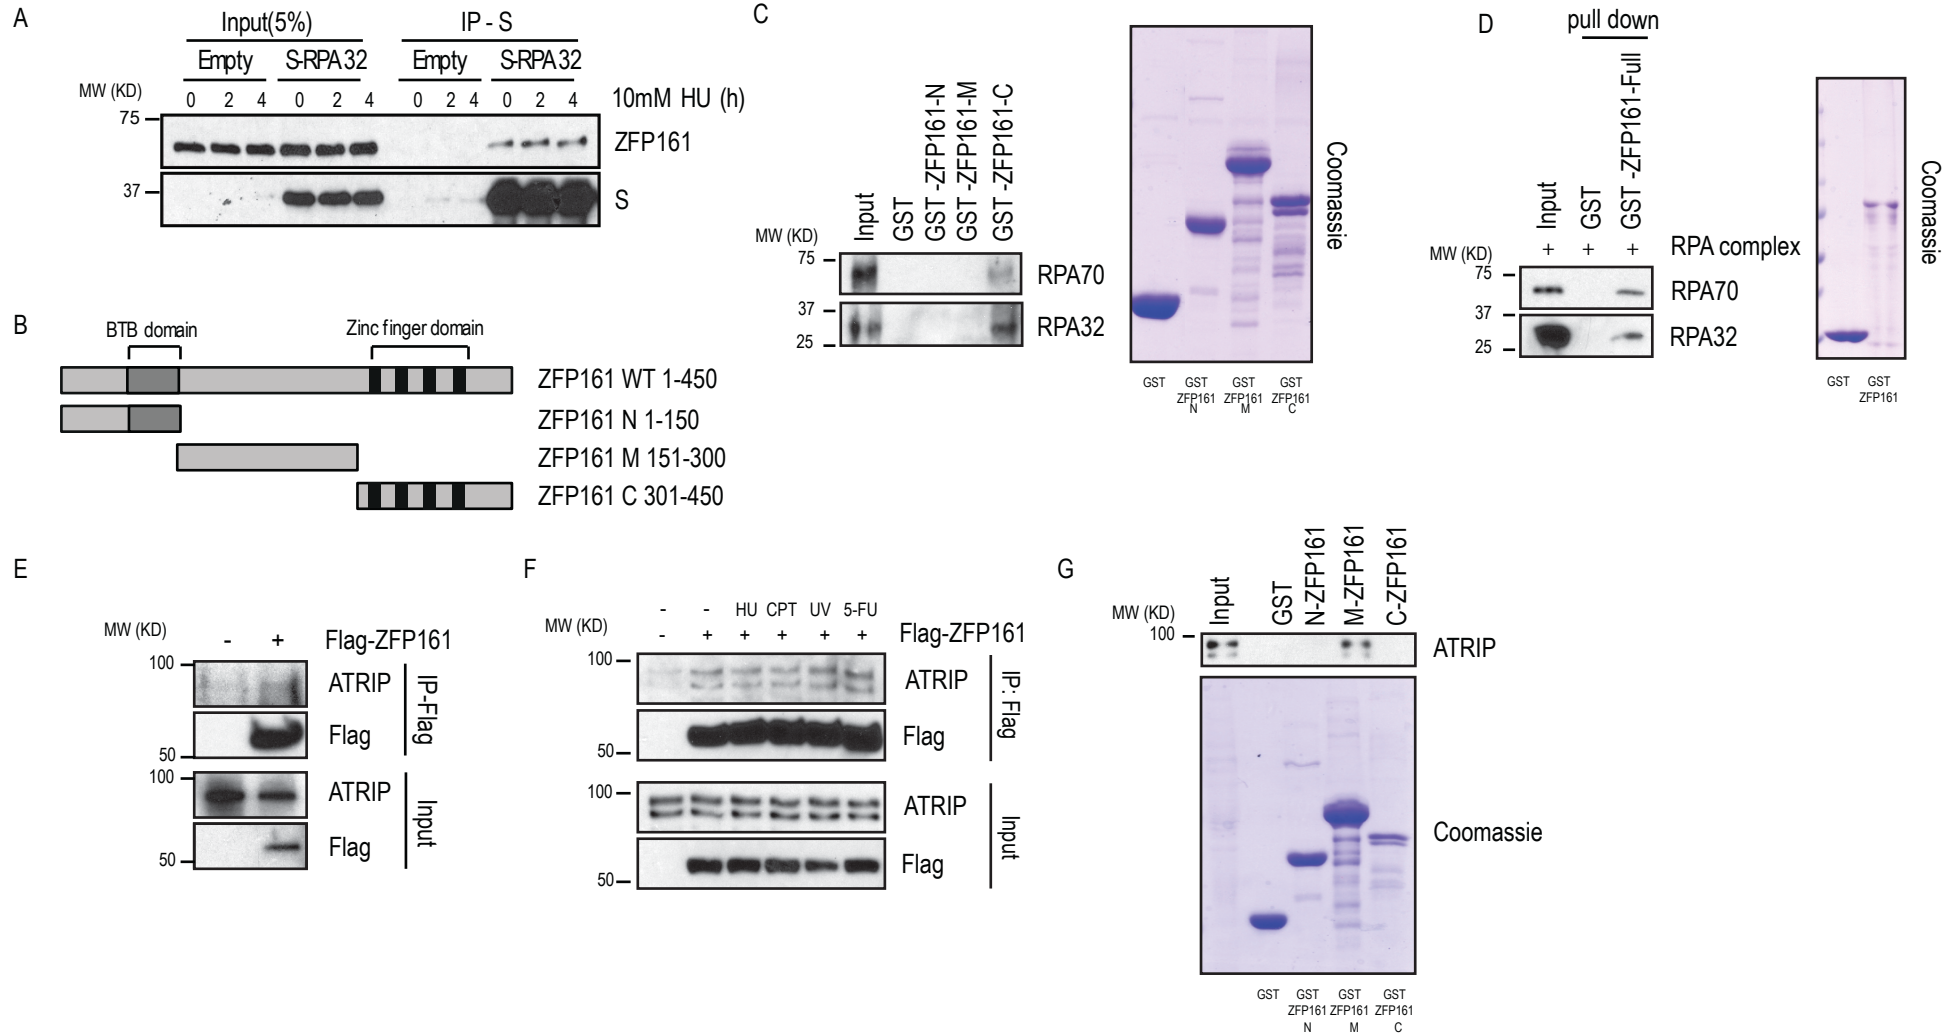 A
Input(5%) IP - S
Empty S-RPA32 Empty S-RPA32
MW (KD) 0 2 4 0 2 4 0 2 4 0 2 4 10mM HU (h)
75 ZFP161
37 S
B
BTB domain Zinc finger domain
ZFP161 WT 1-450
ZFP161 N 1-150
ZFP161 M 151-300
ZFP161 C 301-450
C
Input
GST
GST -ZFP161-N
GST -ZFP161-M
GST -ZFP161-C
MW (KD)
75 RPA70
37 RPA32
25
Coomassie
GST GST ZFP161 N GST ZFP161 M GST ZFP161 C
D
pull down
Input
GST
GST -ZFP161-Full
MW (KD) + + + RPA complex
75 RPA70
37 RPA32
25
Coomassie
GST GST ZFP161
E
MW (KD) - + Flag-ZFP161
100 ATRIP
Flag
50
IP-Flag
100 ATRIP
Flag
50
Input
F
- - HU CPT UV 5-FU
MW (KD) - + + + + + Flag-ZFP161
100 ATRIP
Flag
50
IP: Flag
100 ATRIP
Flag
50
Input
G
Input
GST
N-ZFP161
M-ZFP161
C-ZFP161
MW (KD)
100 ATRIP
Coomassie
GST GST ZFP161 N GST ZFP161 M GST ZFP161 C